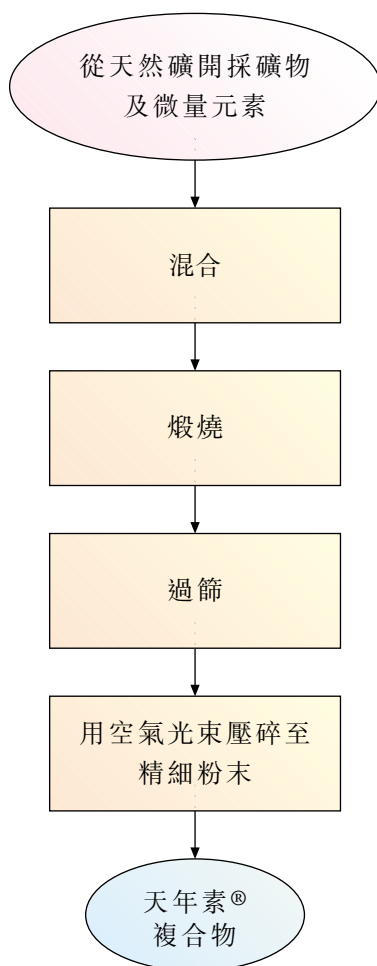 從天然礦開採礦物
及微量元素
混合
煅燒
過篩
用空氣光束壓碎至
精細粉末
天年素®
複合物